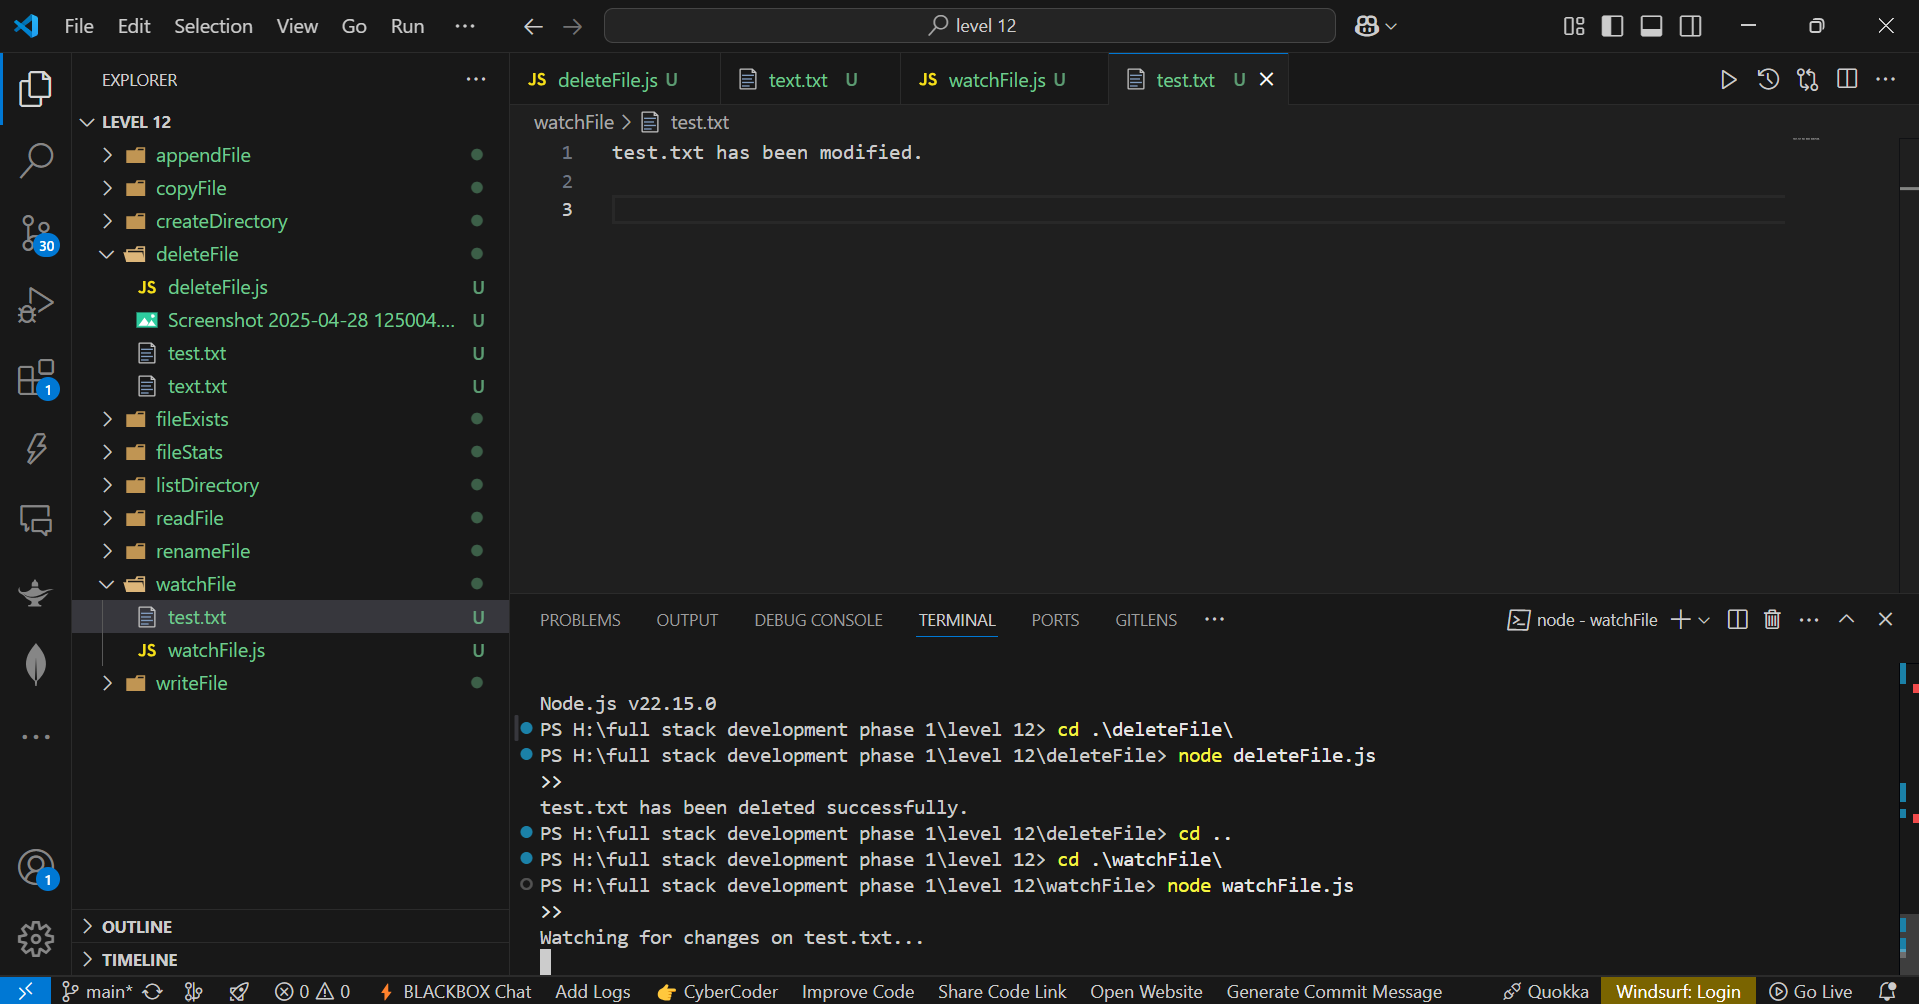 File Edit Selection View Go Run ··· level 12
EXPLORER ···
LEVEL 12
appendFile
copyFile
createDirectory
deleteFile
JS deleteFile.js U
Screenshot 2025-04-28 125004.... U
test.txt U
text.txt U
fileExists
fileStats
listDirectory
readFile
renameFile
watchFile
test.txt U
JS watchFile.js U
writeFile
OUTLINE
TIMELINE
30
1
1
JS deleteFile.js U text.txt U JS watchFile.js U test.txt U
watchFile > test.txt
1 test.txt has been modified.
2
3
PROBLEMS OUTPUT DEBUG CONSOLE TERMINAL PORTS GITLENS ··· node - watchFile
Node.js v22.15.0
PS H:\full stack development phase 1\level 12> cd .\deleteFile\
PS H:\full stack development phase 1\level 12\deleteFile> node deleteFile.js
>>
test.txt has been deleted successfully.
PS H:\full stack development phase 1\level 12\deleteFile> cd ..
PS H:\full stack development phase 1\level 12> cd .\watchFile\
PS H:\full stack development phase 1\level 12\watchFile> node watchFile.js
>>
Watching for changes on test.txt...
main* 0 0 BLACKBOX Chat Add Logs CyberCoder Improve Code Share Code Link Open Website Generate Commit Message Quokka Windsurf: Login Go Live